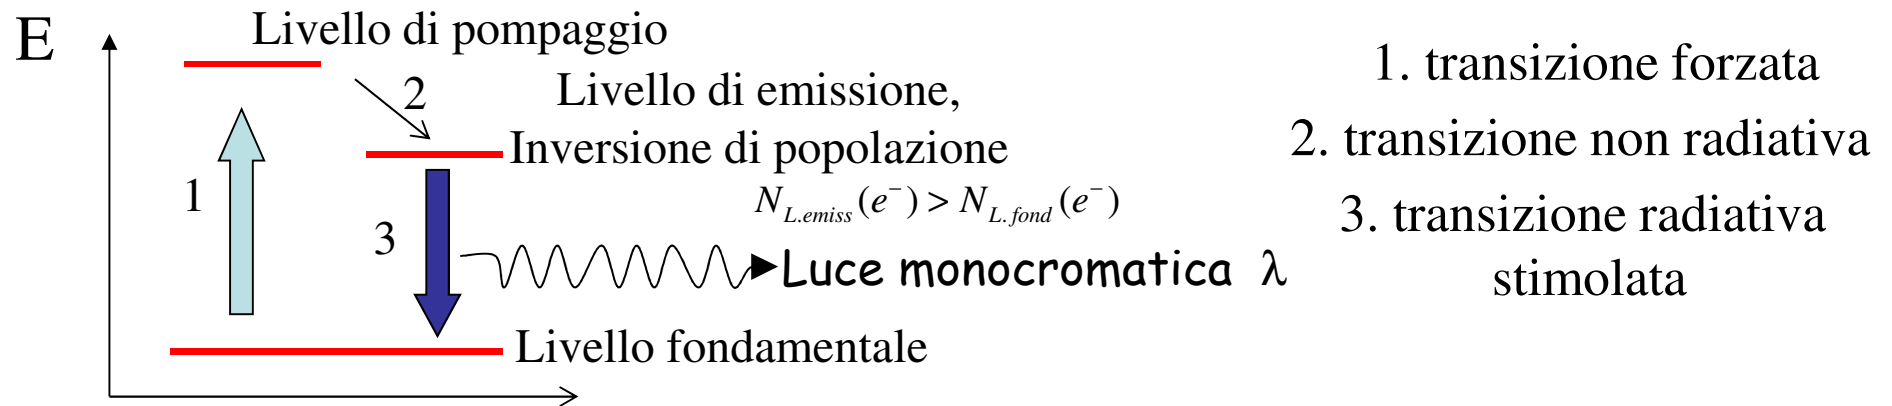 E
Livello di pompaggio
2
Livello di emissione,
Inversione di popolazione
N_{L.emiss}(e⁻) > N_{L.fond}(e⁻)
1
3
Luce monocromatica λ
Livello fondamentale
1. transizione forzata
2. transizione non radiativa
3. transizione radiativa
stimolata